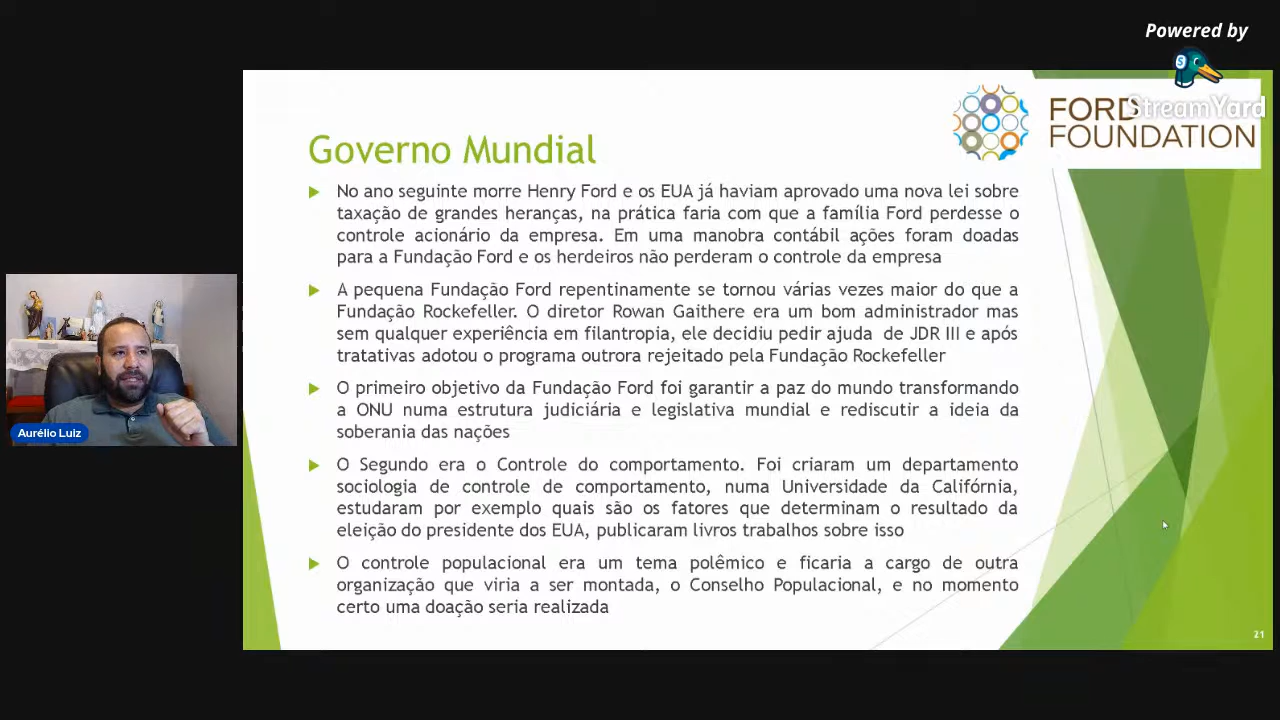 Powered by
StreamYard
FORD
FOUNDATION
Governo Mundial
No ano seguinte morre Henry Ford e os EUA já haviam aprovado uma nova lei sobre
taxação de grandes heranças, na prática faria com que a família Ford perdesse o
controle acionário da empresa. Em uma manobra contábil ações foram doadas
para a Fundação Ford e os herdeiros não perderam o controle da empresa
A pequena Fundação Ford repentinamente se tornou várias vezes maior do que a
Fundação Rockefeller. O diretor Rowan Gaithere era um bom administrador mas
sem qualquer experiência em filantropia, ele decidiu pedir ajuda de JDR III e após
tratativas adotou o programa outrora rejeitado pela Fundação Rockefeller
O primeiro objetivo da Fundação Ford foi garantir a paz do mundo transformando
a ONU numa estrutura judiciária e legislativa mundial e rediscutir a ideia da
soberania das nações
O Segundo era o Controle do comportamento. Foi criaram um departamento
sociologia de controle de comportamento, numa Universidade da Califórnia,
estudaram por exemplo quais são os fatores que determinam o resultado da
eleição do presidente dos EUA, publicaram livros trabalhos sobre isso
O controle populacional era um tema polêmico e ficaria a cargo de outra
organização que viria a ser montada, o Conselho Populacional, e no momento
certo uma doação seria realizada
21
Aurélio Luiz